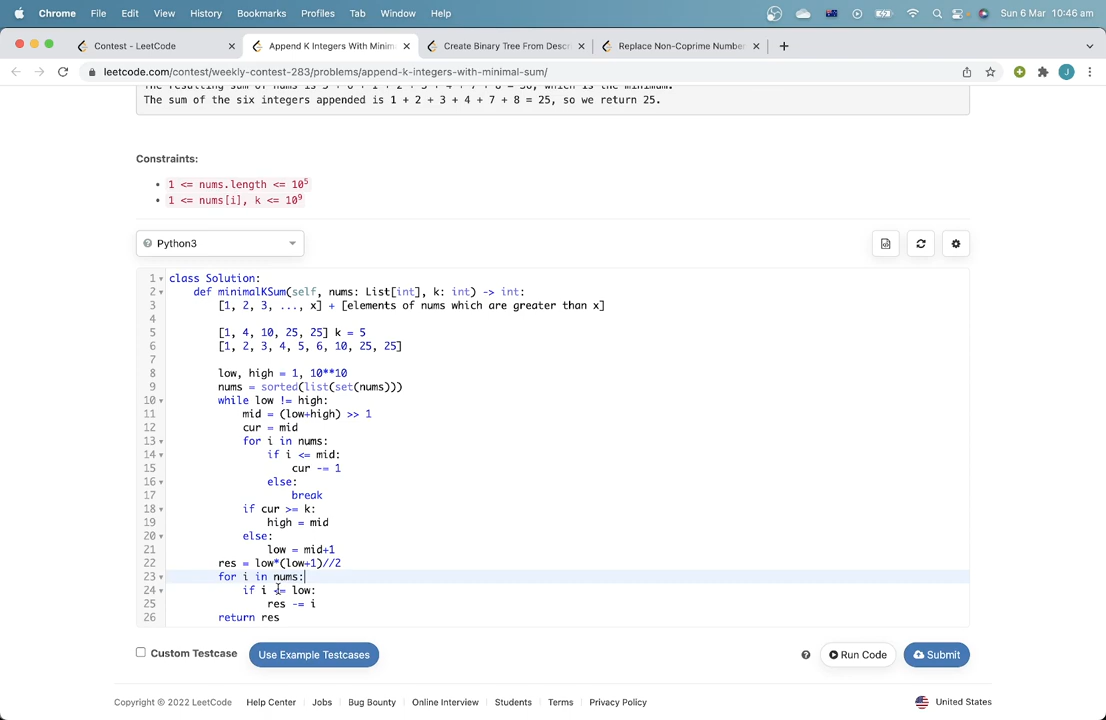 Chrome File Edit View History Bookmarks Profiles Tab Window Help Sun 6 Mar 10:46 am
Contest - LeetCode Append K Integers With Minim Create Binary Tree From Descr Replace Non-Coprime Number
leetcode.com/contest/weekly-contest-283/problems/append-k-integers-with-minimal-sum/ J
The sum of the six integers appended is 1 + 2 + 3 + 4 + 7 + 8 = 25, so we return 25.
Constraints:
• 1 <= nums.length <= 10⁵
• 1 <= nums[i], k <= 10⁹
Python3
1 class Solution:
2 def minimalKSum(self, nums: List[int], k: int) -> int:
3 [1, 2, 3, ..., x] + [elements of nums which are greater than x]
4
5 [1, 4, 10, 25, 25] k = 5
6 [1, 2, 3, 4, 5, 6, 10, 25, 25]
7
8 low, high = 1, 10**10
9 nums = sorted(list(set(nums)))
10 while low != high:
11 mid = (low+high) >> 1
12 cur = mid
13 for i in nums:
14 if i <= mid:
15 cur -= 1
16 else:
17 break
18 if cur >= k:
19 high = mid
20 else:
21 low = mid+1
22 res = low*(low+1)//2
23 for i in nums:
24 if i <= low:
25 res -= i
26 return res
Custom Testcase Use Example Testcases Run Code Submit
Copyright © 2022 LeetCode Help Center Jobs Bug Bounty Online Interview Students Terms Privacy Policy United States